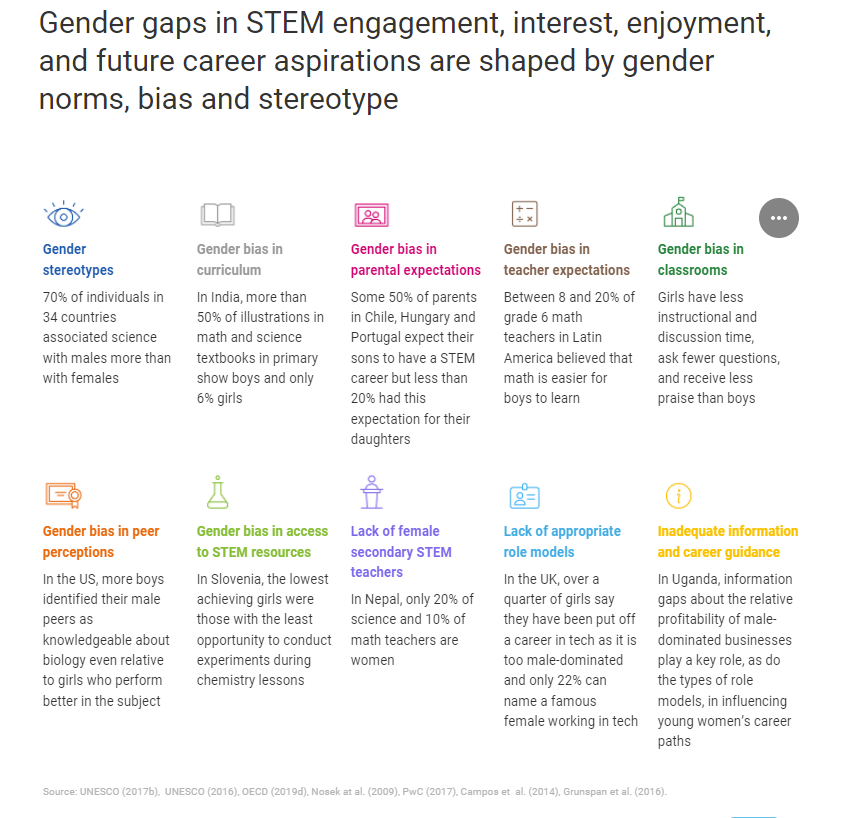 Gender gaps in STEM engagement, interest, enjoyment,
and future career aspirations are shaped by gender
norms, bias and stereotype
Gender
stereotypes
70% of individuals in
34 countries
associated science
with males more than
with females
Gender bias in
curriculum
In India, more than
50% of illustrations in
math and science
textbooks in primary
show boys and only
6% girls
Gender bias in
parental expectations
Some 50% of parents
in Chile, Hungary and
Portugal expect their
sons to have a STEM
career but less than
20% had this
expectation for their
daughters
Gender bias in
teacher expectations
Between 8 and 20% of
grade 6 math
teachers in Latin
America believed that
math is easier for
boys to learn
Gender bias in
classrooms
Girls have less
instructional and
discussion time,
ask fewer questions,
and receive less
praise than boys
Gender bias in peer
perceptions
In the US, more boys
identified their male
peers as
knowledgeable about
biology even relative
to girls who perform
better in the subject
Gender bias in access
to STEM resources
In Slovenia, the lowest
achieving girls were
those with the least
opportunity to conduct
experiments during
chemistry lessons
Lack of female
secondary STEM
teachers
In Nepal, only 20% of
science and 10% of
math teachers are
women
Lack of appropriate
role models
In the UK, over a
quarter of girls say
they have been put off
a career in tech as it is
too male-dominated
and only 22% can
name a famous
female working in tech
Inadequate information
and career guidance
In Uganda, information
gaps about the relative
profitability of male-
dominated businesses
play a key role, as do
the types of role
models, in influencing
young women's career
paths
Source: UNESCO (2017b),  UNESCO (2016), OECD (2019d), Nosek at al. (2009), PwC (2017), Campos et  al. (2014), Grunspan et al. (2016).